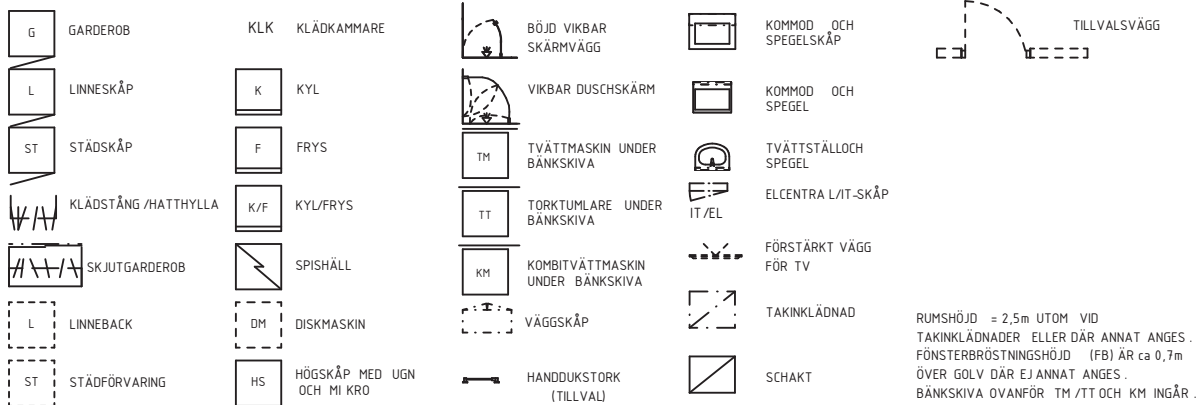 G GARDEROB
L LINNESKÅP
ST STÄDSKÅP
KLÄDSTÅNG /HATTHYLLA
SKJUTGARDEROB
L LINNEBACK
ST STÄDFÖRVARING
KLK KLÄDKAMMARE
K KYL
F FRYS
K/F KYL/FRYS
SPISHÄLL
DM DISKMASKIN
HS HÖGSKÅP MED UGN
OCH MI KRO
BÖJD VIKBAR
SKÄRMVÄGG
VIKBAR DUSCHSKÄRM
TM TVÄTTMASKIN UNDER
BÄNKSKIVA
TT TORKTUMLARE UNDER
BÄNKSKIVA
KM KOMBITVÄTTMASKIN
UNDER BÄNKSKIVA
VÄGGSKÅP
HANDDUKSTORK
(TILLVAL)
KOMMOD OCH
SPEGELSKÅP
KOMMOD OCH
SPEGEL
TVÄTTSTÄLLOCH
SPEGEL
ELCENTRA L/IT-SKÅP
IT/EL
FÖRSTÄRKT VÄGG
FÖR TV
TAKINKLÄDNAD
SCHAKT
TILLVALSVÄGG
RUMSHÖJD = 2,5m UTOM VID
TAKINKLÄDNADER ELLER DÄR ANNAT ANGES.
FÖNSTERBRÖSTNINGSHÖJD (FB) ÄR ca 0,7m
ÖVER GOLV DÄR EJ ANNAT ANGES.
BÄNKSKIVA OVANFÖR TM /TT OCH KM INGÅR.